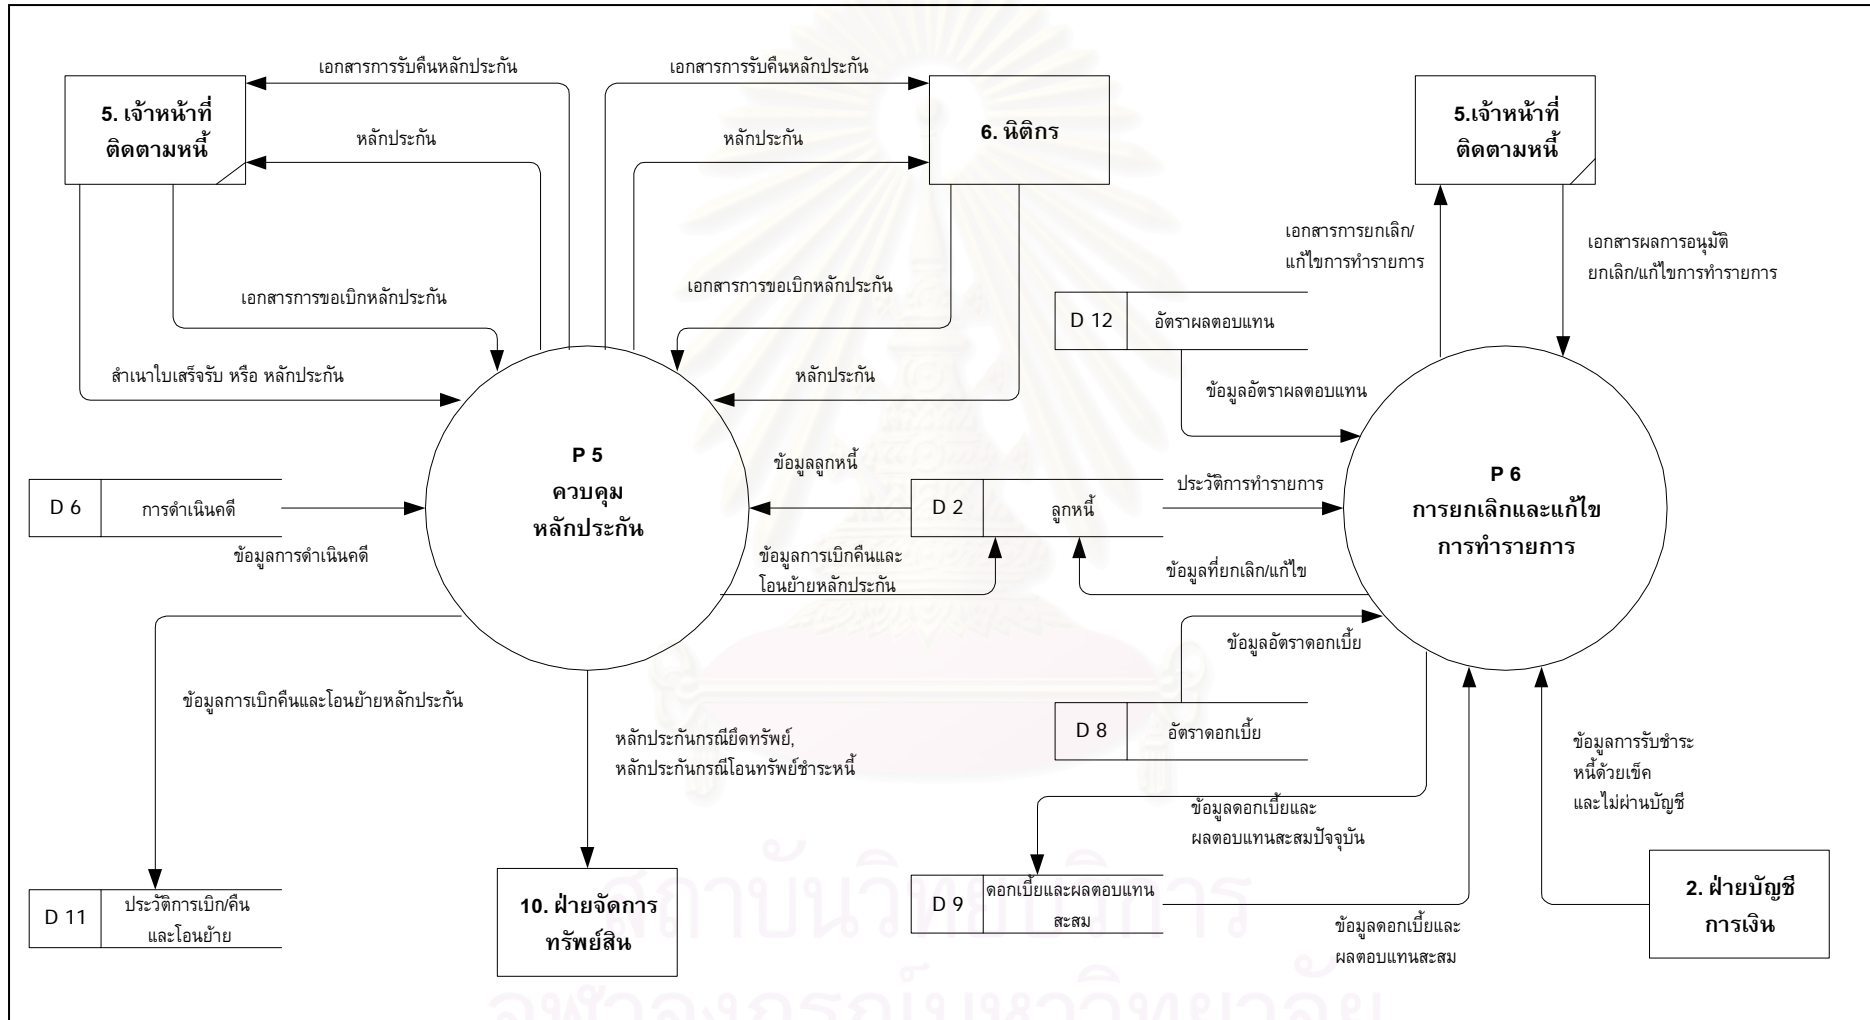 เอกสารการรับคืนหลักประกัน
เอกสารการรับคืนหลักประกัน
5. เจ้าหน้าที่
ติดตามหนี้
หลักประกัน
หลักประกัน
6. นิติกร
5.เจ้าหน้าที่
ติดตามหนี้
เอกสารการยกเลิก/
แก้ไขการทำรายการ
เอกสารผลการอนุมัติ
ยกเลิก/แก้ไขการทำรายการ
เอกสารการขอเบิกหลักประกัน
เอกสารการขอเบิกหลักประกัน
D 12
อัตราผลตอบแทน
สำเนาใบเสร็จรับ หรือ หลักประกัน
หลักประกัน
ข้อมูลอัตราผลตอบแทน
P 5
ควบคุม
หลักประกัน
ข้อมูลลูกหนี้
ประวัติการทำรายการ
P 6
การยกเลิกและแก้ไข
การทำรายการ
D 6
การดำเนินคดี
D 2
ลูกหนี้
ข้อมูลการดำเนินคดี
ข้อมูลการเบิกคืนและ
โอนย้ายหลักประกัน
ข้อมูลที่ยกเลิก/แก้ไข
ข้อมูลอัตราดอกเบี้ย
ข้อมูลการเบิกคืนและโอนย้ายหลักประกัน
หลักประกันกรณียึดทรัพย์,
หลักประกันกรณีโอนทรัพย์ชำระหนี้
D 8
อัตราดอกเบี้ย
ข้อมูลการรับชำระ
หนี้ด้วยเช็ค
และไม่ผ่านบัญชี
ข้อมูลดอกเบี้ยและ
ผลตอบแทนสะสมปัจจุบัน
D 11
ประวัติการเบิก/คืน
และโอนย้าย
10. ฝ่ายจัดการ
ทรัพย์สิน
D 9
ดอกเบี้ยและผลตอบแทน
สะสม
ข้อมูลดอกเบี้ยและ
ผลตอบแทนสะสม
2. ฝ่ายบัญชี
การเงิน
สถาบันวิทยบริการ
จุฬาลงกรณ์มหาวิทยาลัย